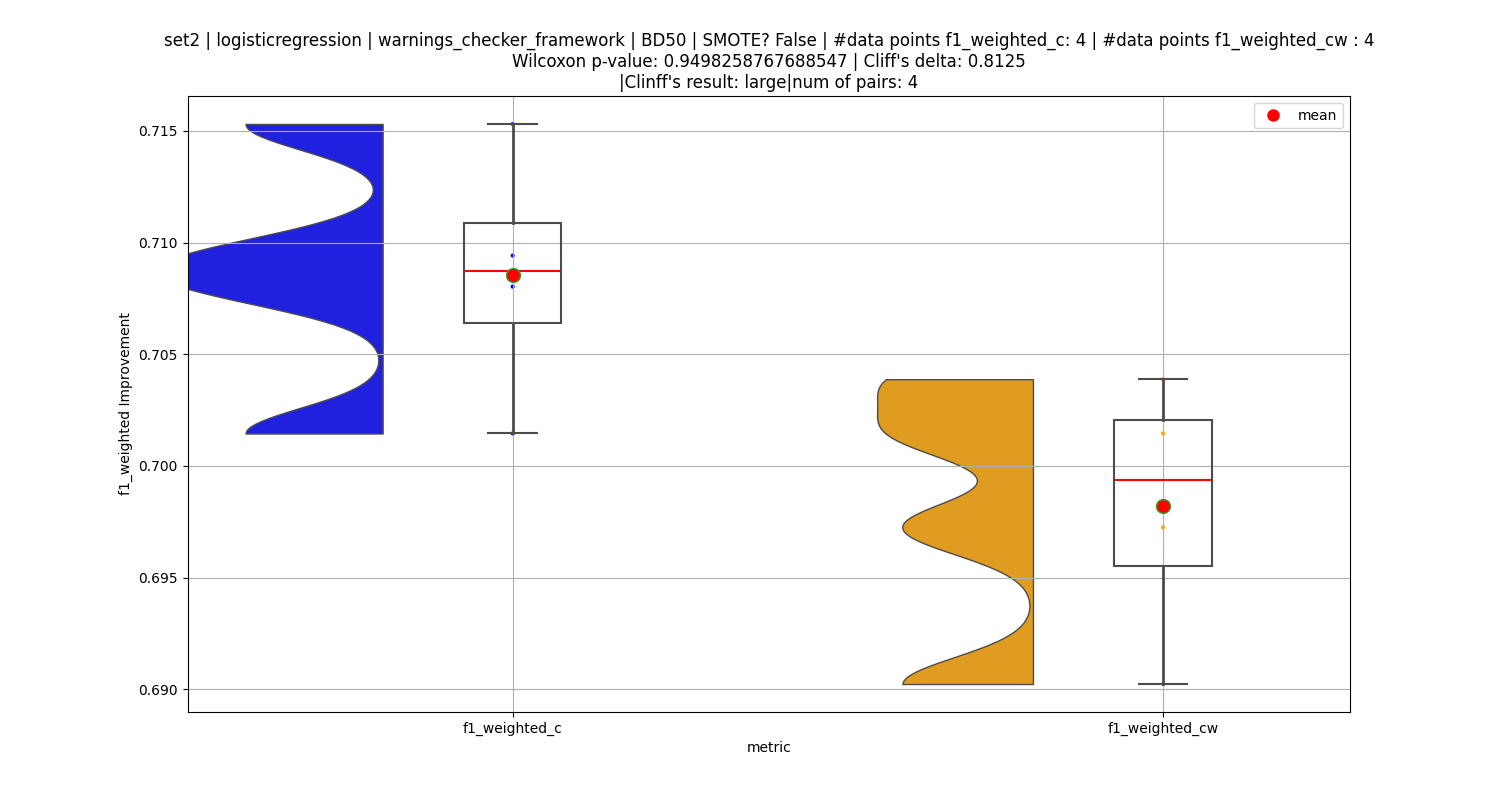 set2 | logisticregression | warnings_checker_framework | BD50 | SMOTE? False | #data points f1_weighted_c: 4 | #data points f1_weighted_cw : 4
Wilcoxon p-value: 0.9498258767688547 | Cliff's delta: 0.8125
|Clinff's result: large|num of pairs: 4
mean
0.715
0.710
0.705
0.700
0.695
0.690
f1_weighted Improvement
f1_weighted_c
f1_weighted_cw
metric